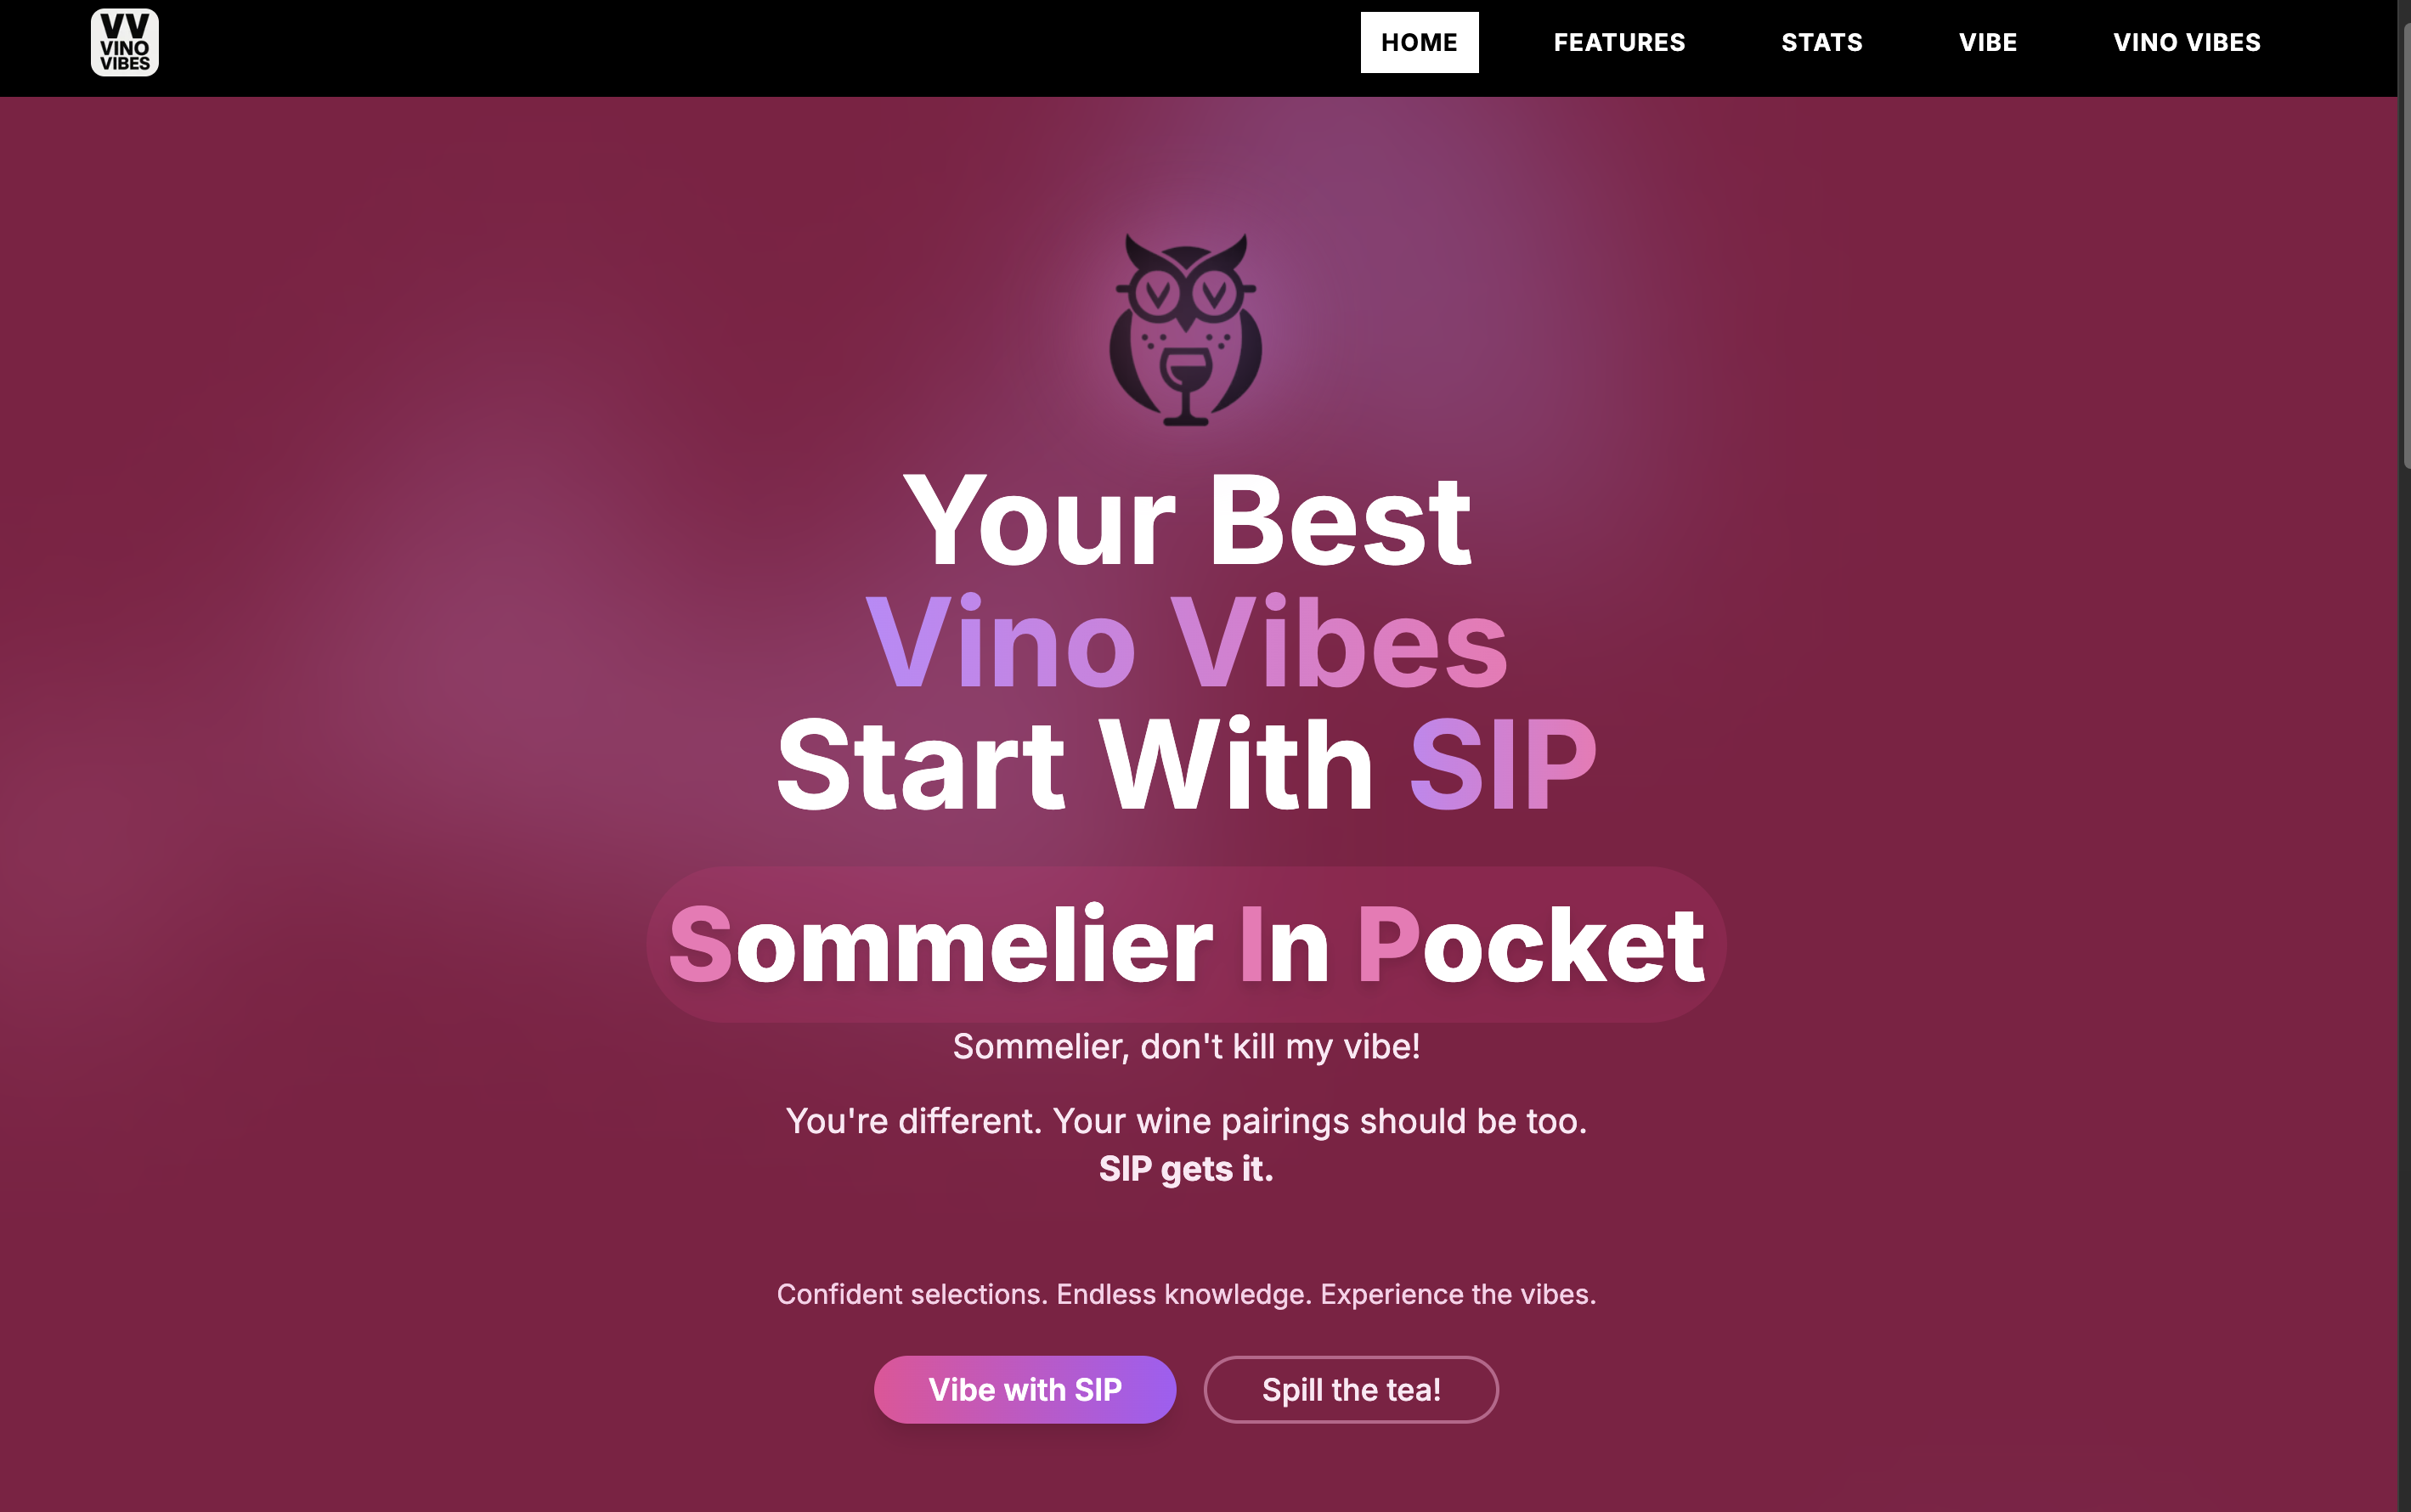 VV
VINO
VIBES
HOME FEATURES STATS VIBE VINO VIBES
Your Best
Vino Vibes
Start With SIP
Sommelier In Pocket
Sommelier, don't kill my vibe!
You're different. Your wine pairings should be too.
SIP gets it.
Confident selections. Endless knowledge. Experience the vibes.
Vibe with SIP
Spill the tea!